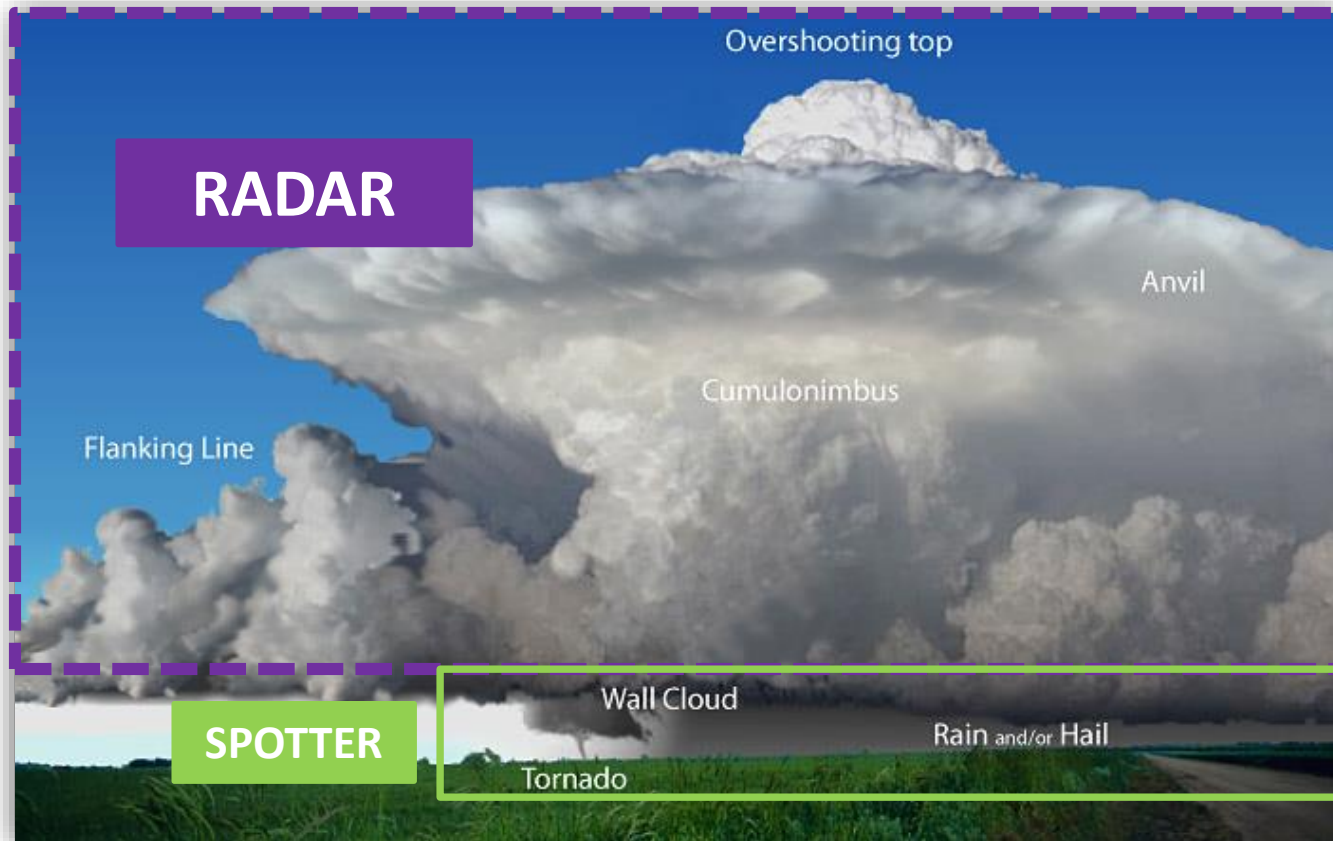 Overshooting top
RADAR
Anvil
Cumulonimbus
Flanking Line
Wall Cloud
SPOTTER
Rain and/or Hail
Tornado